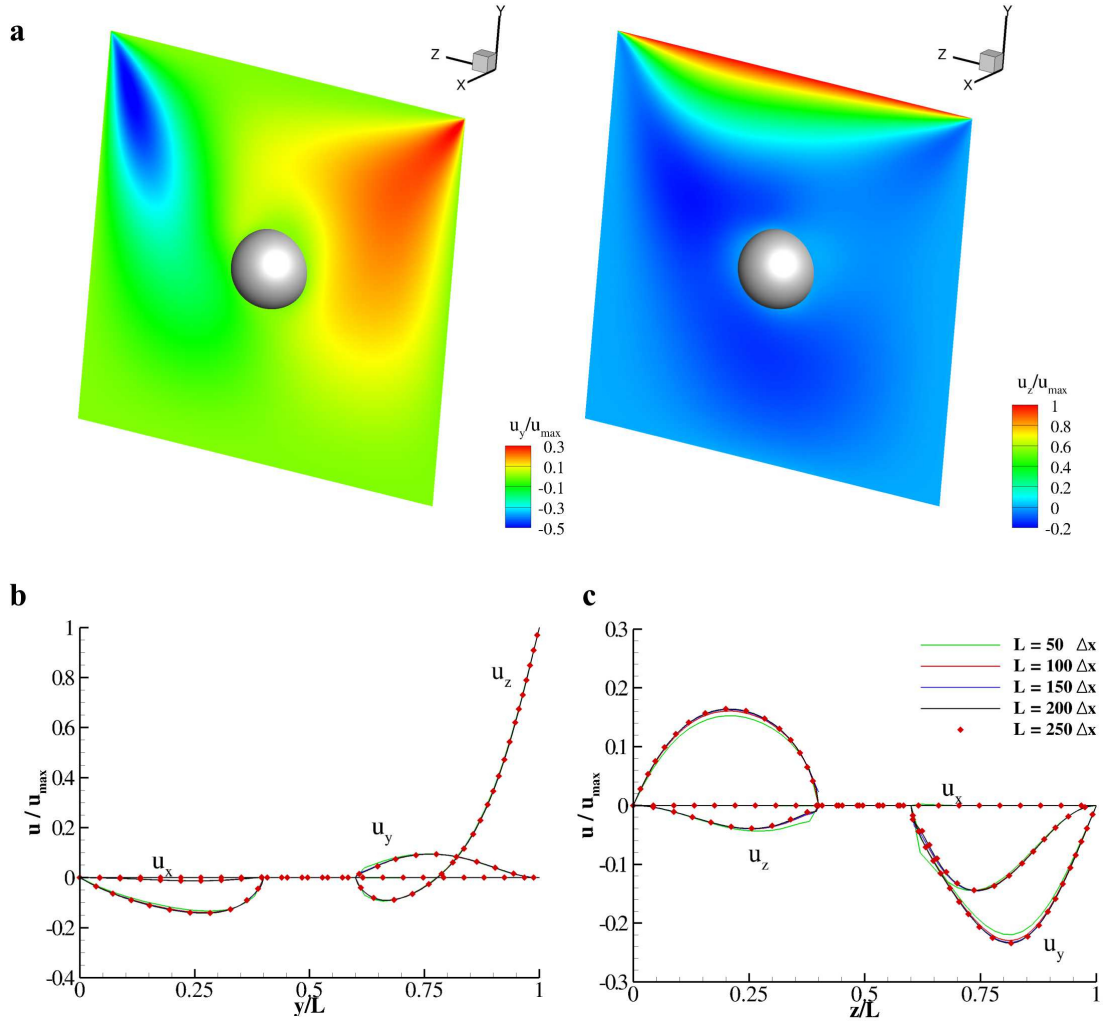 a
Y
Z
X
u_y/u_max
0.3
0.1
-0.1
-0.3
-0.5
Y
Z
X
u_z/u_max
1
0.8
0.6
0.4
0.2
0
-0.2
b
u / u_max
1
0.8
0.6
0.4
0.2
0
-0.2
-0.4
u_z
u_y
u_x
0
0.25
0.5
0.75
1
y/L
c
u / u_max
0.3
0.2
0.1
0
-0.1
-0.2
-0.3
L = 50 Δx
L = 100 Δx
L = 150 Δx
L = 200 Δx
L = 250 Δx
u_x
u_z
u_y
0
0.25
0.5
0.75
1
z/L